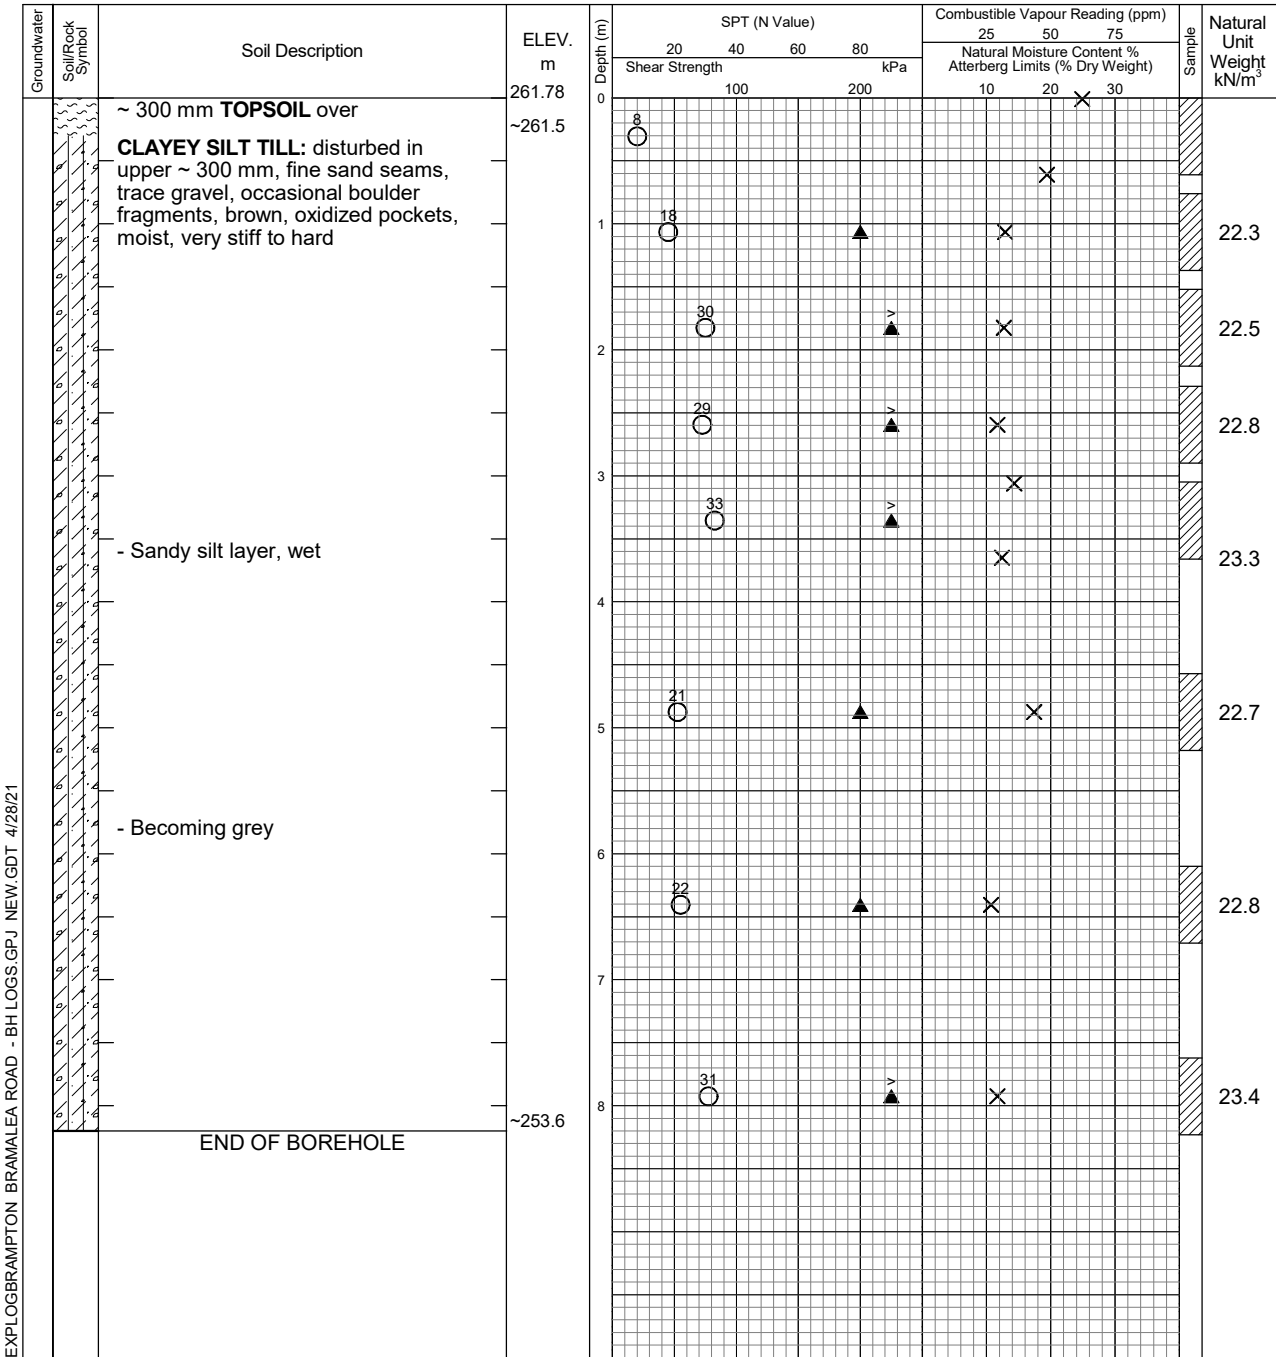 Groundwater
Soil/Rock
Symbol
Soil Description
ELEV.
m
Depth (m)
SPT (N Value)
20 40 60 80
Shear Strength kPa
100 200
Combustible Vapour Reading (ppm)
25 50 75
Natural Moisture Content %
Atterberg Limits (% Dry Weight)
10 20 30
Sample
Natural
Unit
Weight
kN/m³
261.78
0
~ 300 mm TOPSOIL over
~261.5
8
CLAYEY SILT TILL: disturbed in
upper ~ 300 mm, fine sand seams,
trace gravel, occasional boulder
fragments, brown, oxidized pockets,
moist, very stiff to hard
1
18
22.3
30
>
22.5
2
29
>
22.8
3
33
>
- Sandy silt layer, wet
23.3
4
21
22.7
5
- Becoming grey
6
22
22.8
7
31
>
23.4
8
~253.6
END OF BOREHOLE
EXPLOGBRAMPTON BRAMALEA ROAD - BH LOGS.GPJ NEW.GDT 4/28/21